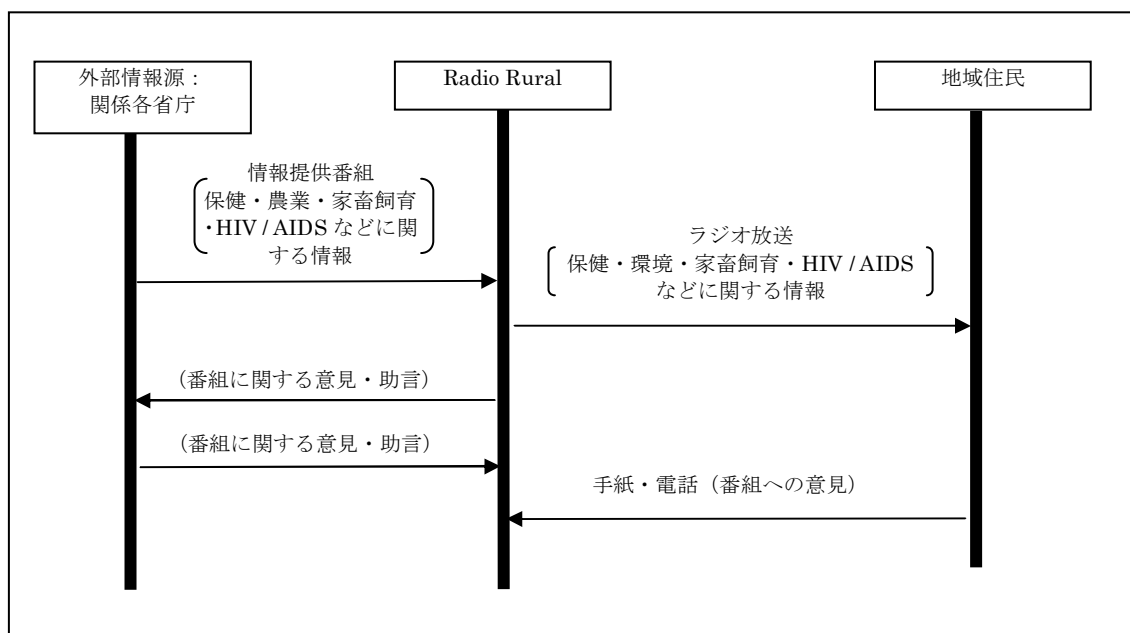 外部情報源：
関係各省庁
Radio Rural
地域住民
情報提供番組
保健・農業・家畜飼育
・HIV / AIDS などに関
する情報
ラジオ放送
保健・環境・家畜飼育・HIV / AIDS
などに関する情報
（番組に関する意見・助言）
（番組に関する意見・助言）
手紙・電話（番組への意見）